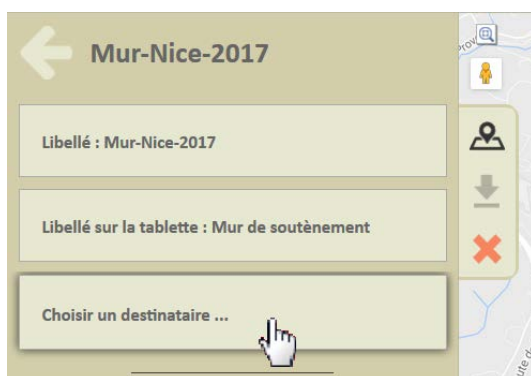 Mur-Nice-2017
Libellé : Mur-Nice-2017
Libellé sur la tablette : Mur de soutènement
Choisir un destinataire ...